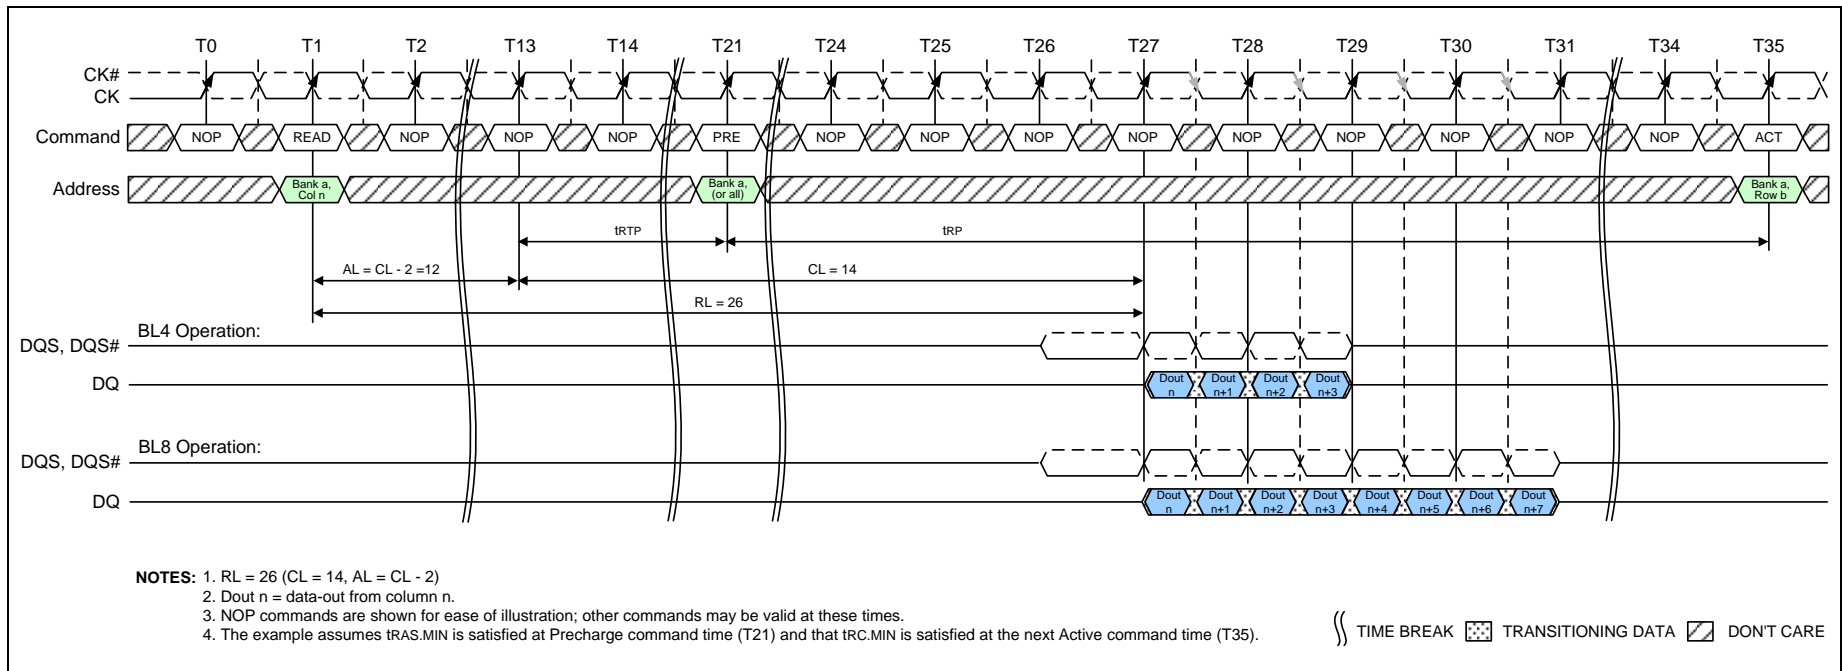 T0 T1 T2 T13 T14 T21 T24 T25 T26 T27 T28 T29 T30 T31 T34 T35
CK#
CK
Command NOP READ NOP NOP NOP PRE NOP NOP NOP NOP NOP NOP NOP NOP NOP ACT
Address Bank a, Col n Bank a, (or all) Bank a, Row b
tRTP tRP
AL = CL - 2 =12 CL = 14
RL = 26
BL4 Operation:
DQS, DQS#
DQ Dout n Dout n+1 Dout n+2 Dout n+3
BL8 Operation:
DQS, DQS#
DQ Dout n Dout n+1 Dout n+2 Dout n+3 Dout n+4 Dout n+5 Dout n+6 Dout n+7
NOTES: 1. RL = 26 (CL = 14, AL = CL - 2)
2. Dout n = data-out from column n.
3. NOP commands are shown for ease of illustration; other commands may be valid at these times.
4. The example assumes tRAS.MIN is satisfied at Precharge command time (T21) and that tRC.MIN is satisfied at the next Active command time (T35).
TIME BREAK TRANSITIONING DATA DON'T CARE